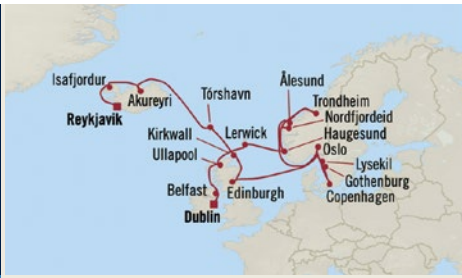 Isafjordur
Akureyri
Reykjavik
Tórshavn
Ålesund
Trondheim
Nordfjordeid
Haugesund
Oslo
Kirkwall
Lerwick
Ullapool
Lysekil
Gothenburg
Belfast
Edinburgh
Copenhagen
Dublin